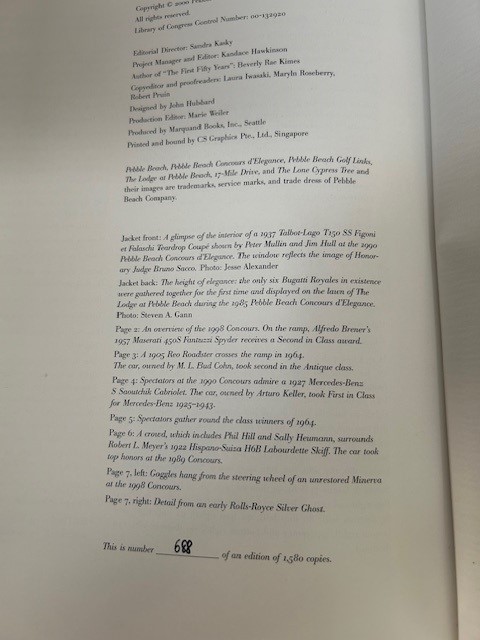 Copyright © 2000
All rights reserved.
Library of Congress Control Number: 00-132920
Editorial Director: Sandra Kasky
Project Manager and Editor: Kandace Hawkinson
Author of "The First Fifty Years": Beverly Rae Kimes
Copyeditor and proofreaders: Laura Iwasaki, Maryln Roseberry,
Robert Pruis
Designed by John Hubbard
Production Editor: Marie Weiler
Produced by Marquand Books, Inc., Seattle
Printed and bound by CS Graphics Pte., Ltd., Singapore
Pebble Beach, Pebble Beach Concours d'Elegance, Pebble Beach Golf Links,
The Lodge at Pebble Beach, 17-Mile Drive, and The Lone Cypress Tree and
their images are trademarks, service marks, and trade dress of Pebble
Beach Company.
Jacket front: A glimpse of the interior of a 1937 Talbot-Lago T150 SS Figoni
et Falaschi Teardrop Coupé shown by Peter Mullin and Jim Hull at the 1990
Pebble Beach Concours d'Elegance. The window reflects the image of Honor-
ary Judge Bruno Sacco. Photo: Jesse Alexander
Jacket back: The height of elegance: the only six Bugatti Royales in existence
were gathered together for the first time and displayed on the lawn of The
Lodge at Pebble Beach during the 1985 Pebble Beach Concours d'Elegance.
Photo: Steven A. Gann
Page 2: An overview of the 1998 Concours. On the ramp, Alfredo Brener's
1957 Maserati 450S Fantuzzi Spyder receives a Second in Class award.
Page 3: A 1905 Reo Roadster crosses the ramp in 1964.
The car, owned by M. L. Bud Cohn, took second in the Antique class.
Page 4: Spectators at the 1990 Concours admire a 1927 Mercedes-Benz
S Saoutchik Cabriolet. The car, owned by Arturo Keller, took First in Class
for Mercedes-Benz 1925–1943.
Page 5: Spectators gather round the class winners of 1964.
Page 6: A crowd, which includes Phil Hill and Sally Heumann, surrounds
Robert L. Meyer's 1922 Hispano-Suiza H6B Labourdette Skiff. The car took
top honors at the 1989 Concours.
Page 7, left: Goggles hang from the steering wheel of an unrestored Minerva
at the 1998 Concours.
Page 7, right: Detail from an early Rolls-Royce Silver Ghost.
This is number 688 of an edition of 1,580 copies.